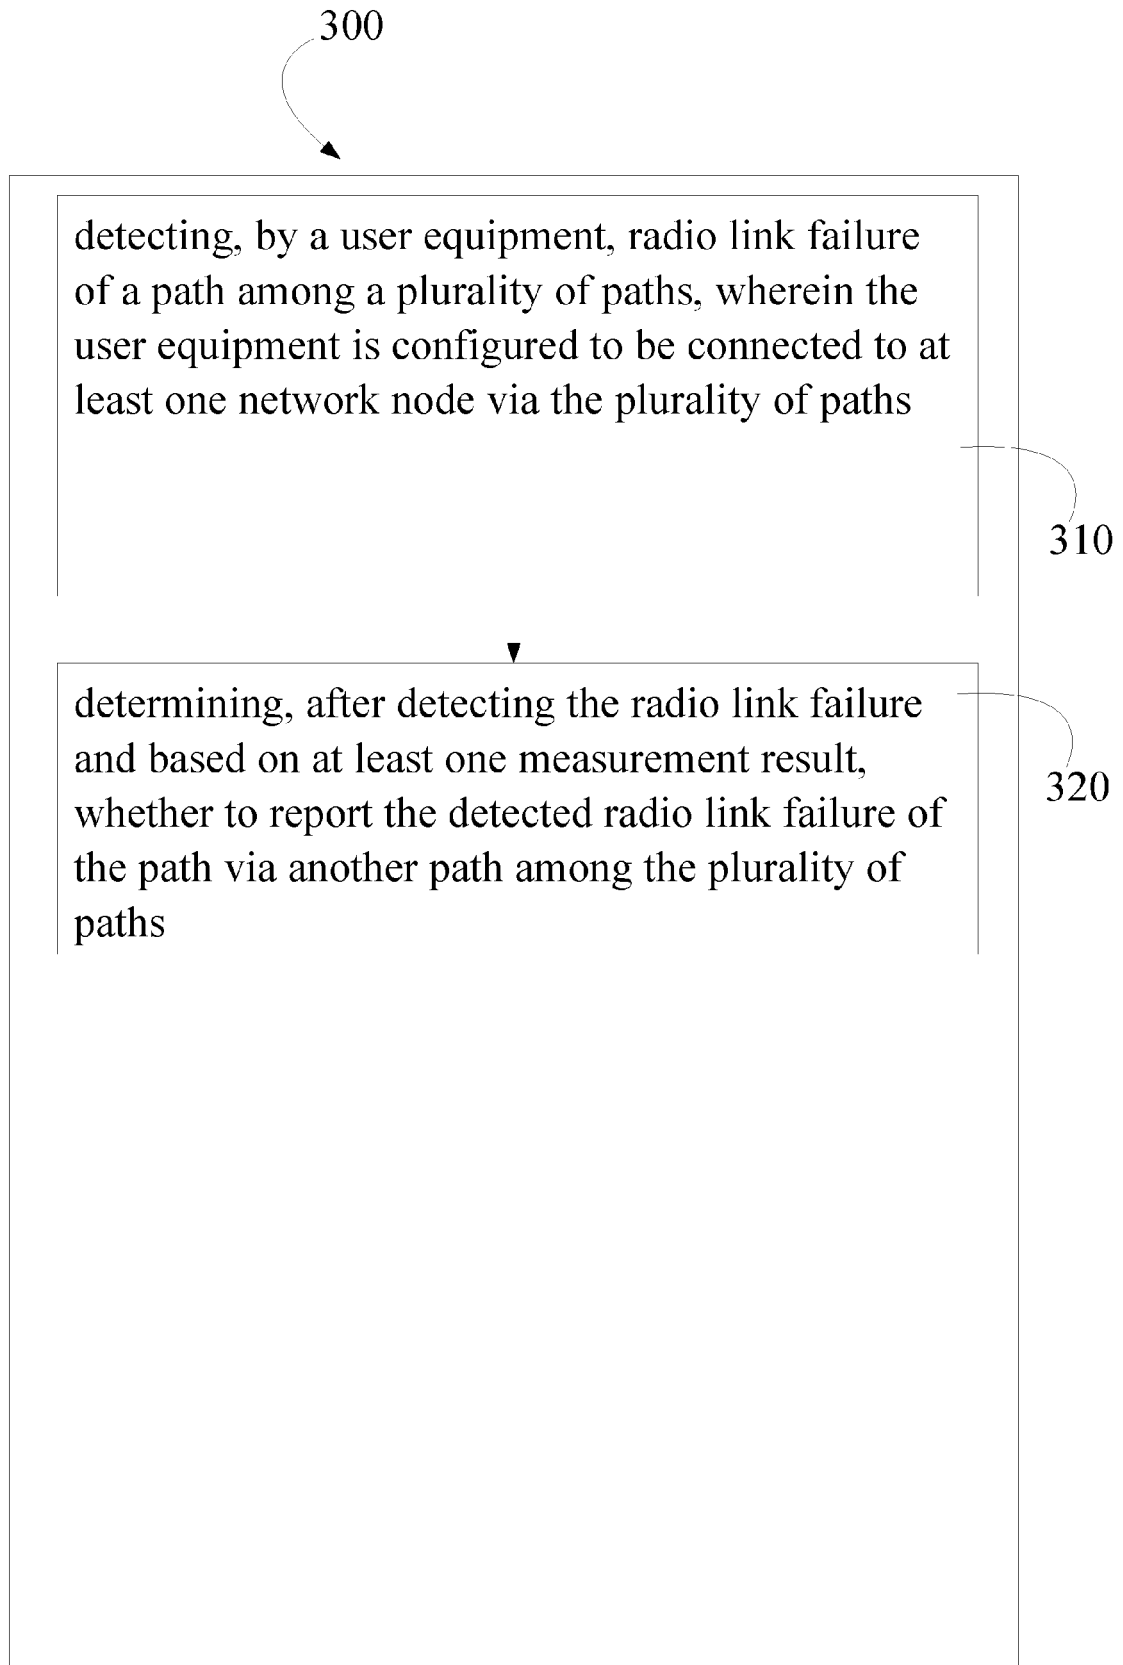 300
detecting, by a user equipment, radio link failure
of a path among a plurality of paths, wherein the
user equipment is configured to be connected to at
least one network node via the plurality of paths
310
determining, after detecting the radio link failure
and based on at least one measurement result,
whether to report the detected radio link failure of
the path via another path among the plurality of
paths
320